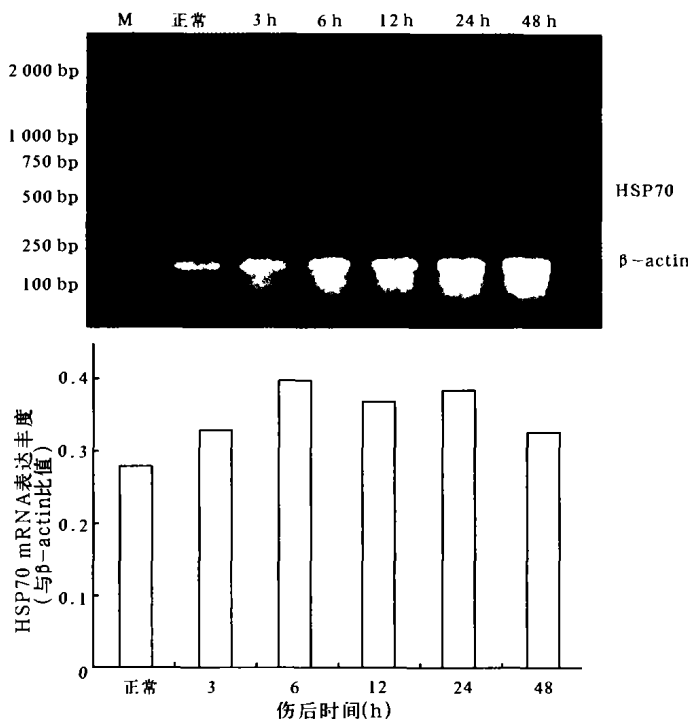 M 正常 3 h 6 h 12 h 24 h 48 h
2 000 bp
1 000 bp
750 bp
500 bp
HSP70
250 bp
β-actin
100 bp
HSP70 mRNA表达丰度
(与β-actin比值)
0.4
0.3
0.2
0.1
0
正常 3 6 12 24 48
伤后时间(h)